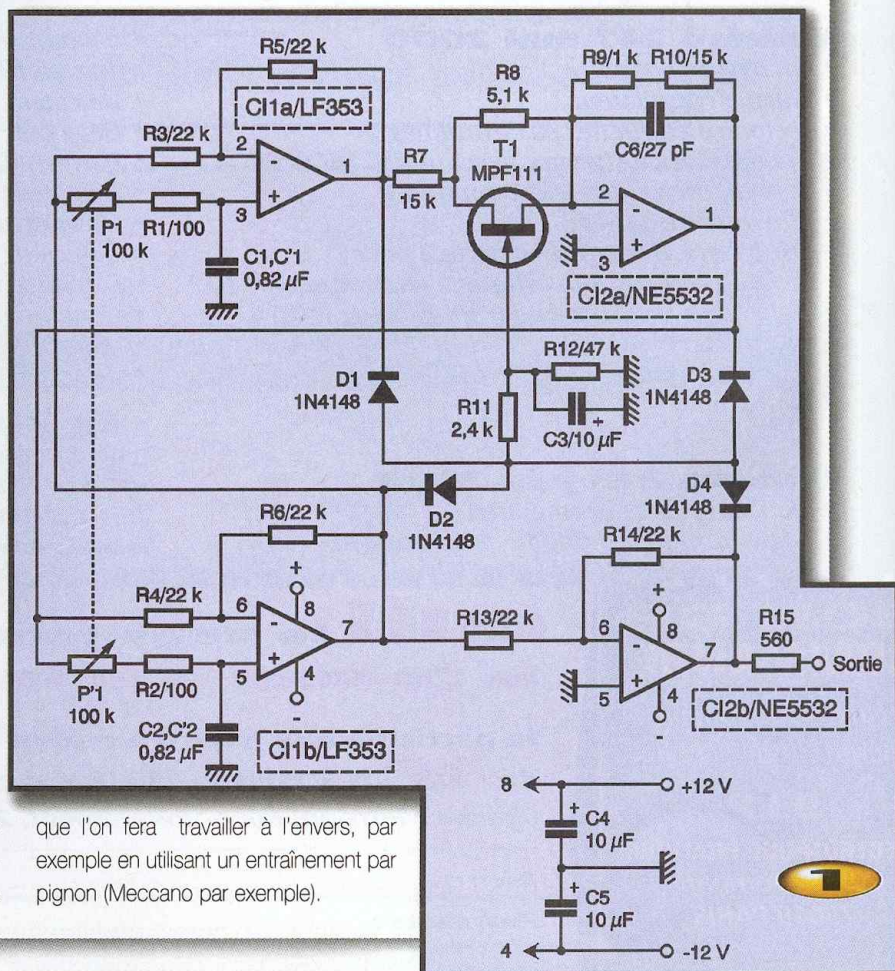 R5/22 k
CI1a/LF353
R3/22 k
2
-
+
3
1
P1
100 k
R1/100
C1,C'1
0,82 µF
R7
15 k
R8
5,1 k
T1
MPF111
R9/1 k
R10/15 k
C6/27 pF
2
-
+
3
1
CI2a/NE5532
D1
1N4148
R11
2,4 k
R12/47 k
+
C3/10 µF
D3
1N4148
D2
1N4148
D4
1N4148
R6/22 k
R4/22 k
6
-
+
5
+
8
7
4
-
P'1
100 k
R2/100
C2,C'2
0,82 µF
CI1b/LF353
R13/22 k
R14/22 k
6
-
+
5
+
8
7
4
-
R15
560
Sortie
CI2b/NE5532
8
+12 V
+
C4
10 µF
+
C5
10 µF
4
-12 V
1
que l'on fera travailler à l'envers, par
exemple en utilisant un entraînement par
pignon (Meccano par exemple).